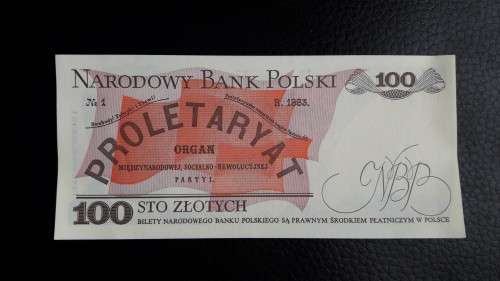 NARODOWY BANK POLSKI
100
№ 1
R. 1883.
PROLETARYAT
ORGAN
MIĘDZYNARODOWEJ, SOCJALNO-REWOLUCYJNEJ
PARTYI.
NBP
100 STO ZŁOTYCH
BILETY NARODOWEGO BANKU POLSKIEGO SĄ PRAWNYM ŚRODKIEM PŁATNICZYM W POLSCE